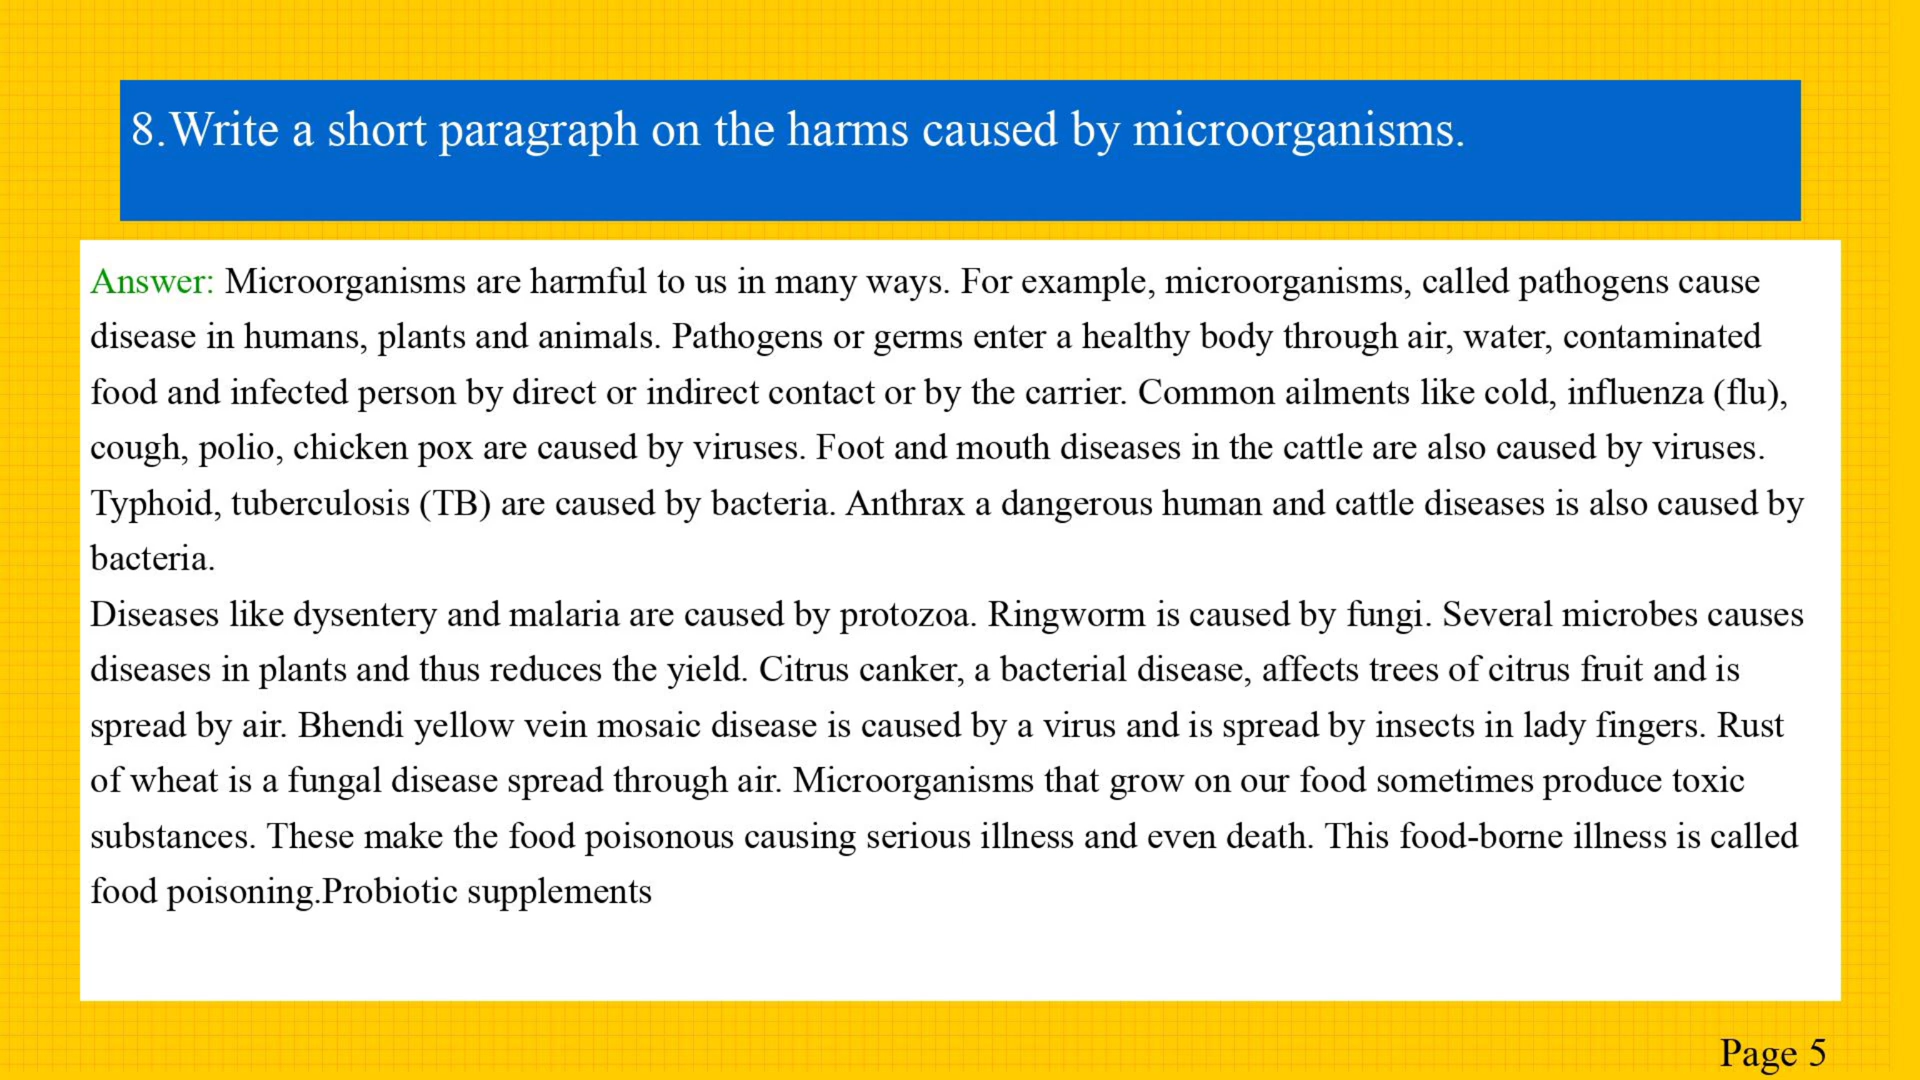 8.Write a short paragraph on the harms caused by microorganisms.
Answer: Microorganisms are harmful to us in many ways. For example, microorganisms, called pathogens cause
disease in humans, plants and animals. Pathogens or germs enter a healthy body through air, water, contaminated
food and infected person by direct or indirect contact or by the carrier. Common ailments like cold, influenza (flu),
cough, polio, chicken pox are caused by viruses. Foot and mouth diseases in the cattle are also caused by viruses.
Typhoid, tuberculosis (TB) are caused by bacteria. Anthrax a dangerous human and cattle diseases is also caused by
bacteria.
Diseases like dysentery and malaria are caused by protozoa. Ringworm is caused by fungi. Several microbes causes
diseases in plants and thus reduces the yield. Citrus canker, a bacterial disease, affects trees of citrus fruit and is
spread by air. Bhendi yellow vein mosaic disease is caused by a virus and is spread by insects in lady fingers. Rust
of wheat is a fungal disease spread through air. Microorganisms that grow on our food sometimes produce toxic
substances. These make the food poisonous causing serious illness and even death. This food-borne illness is called
food poisoning.Probiotic supplements
Page 5